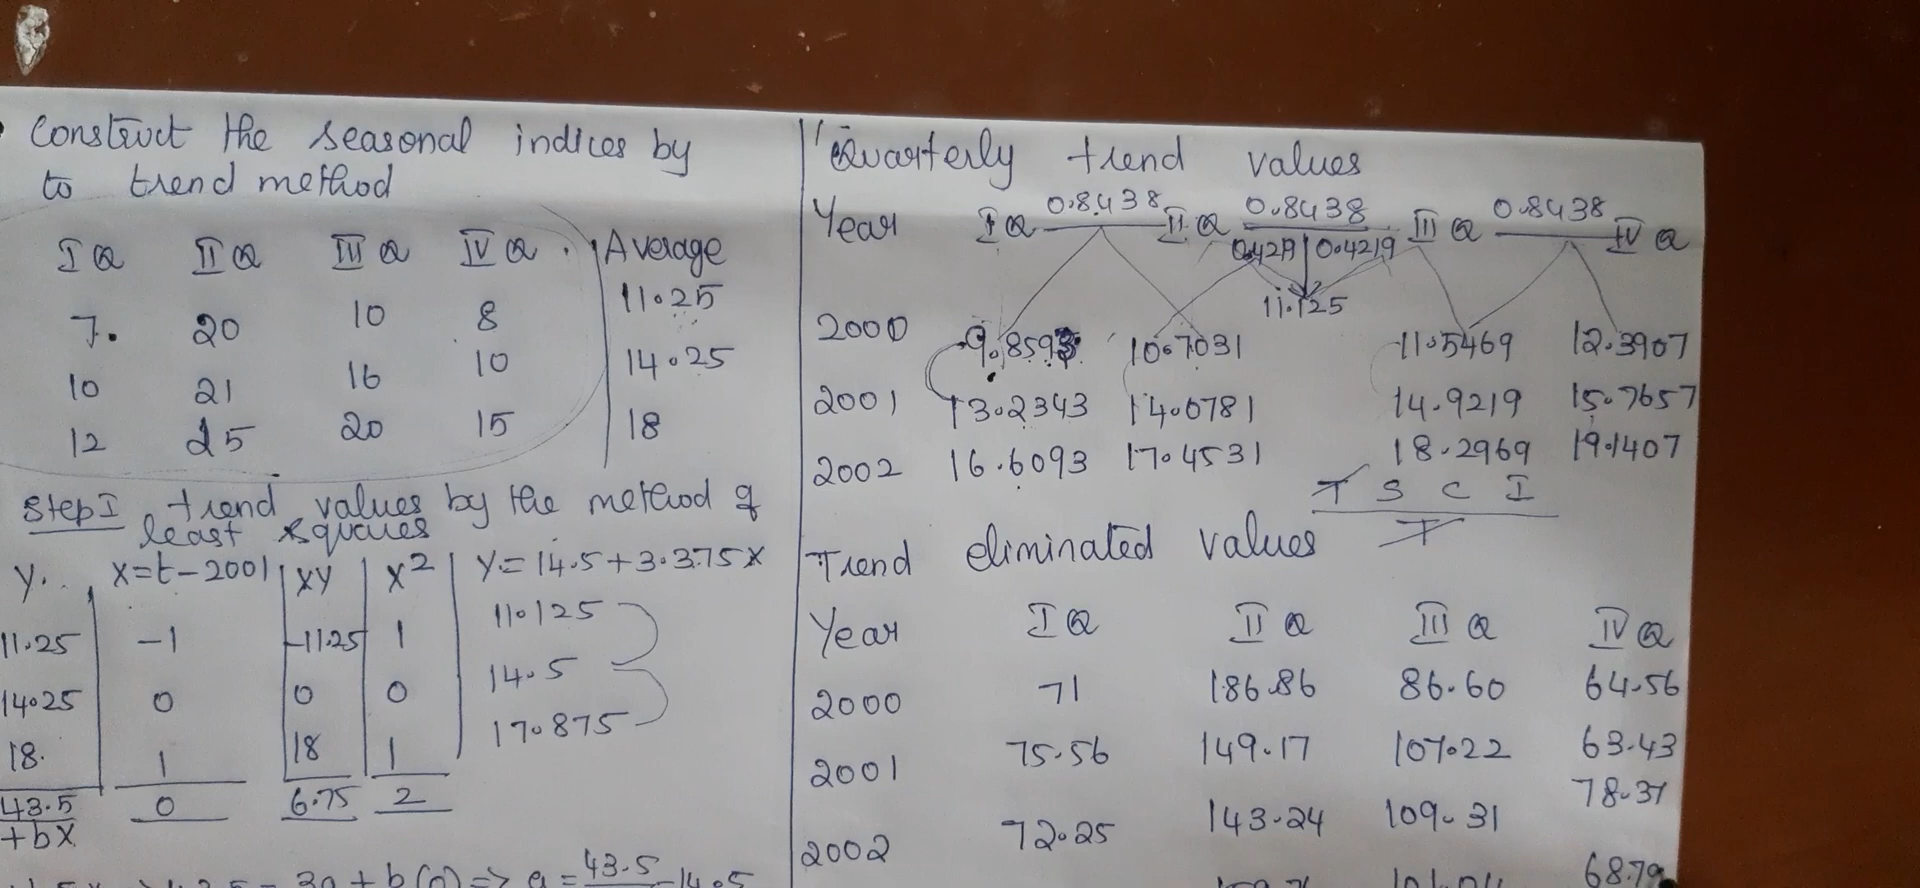 Construct the seasonal indices by
to trend method
I Q II Q III Q IV Q Average
7. 20 10 8 11.25
10 21 16 10 14.25
12 25 20 15 18
Step I trend values by the method of
least squares
y. x=t-2001 xy x² y=14.5+3.375x
11.25 -1 -11.25 1 11.125
14.25 0 0 0 14.5
18. 1 18 1 17.875
43.5 0 6.75 2
+bx
43.5
3a+b(0) => a= =14.5
Quarterly trend values
0.8438 0.8438 0.8438
Year I Q II Q III Q IV Q
0.4219 0.4219
11.125
2000 9.8593 10.7031 11.5469 12.3907
2001 13.2343 14.0781 14.9219 15.7657
2002 16.6093 17.4531 18.2969 19.1407
T S C I
T
Trend eliminated values
Year I Q II Q III Q IV Q
2000 71 186.86 86.60 64.56
2001 75.56 149.17 107.22 63.43
2002 72.25 143.24 109.31 78.37
68.79